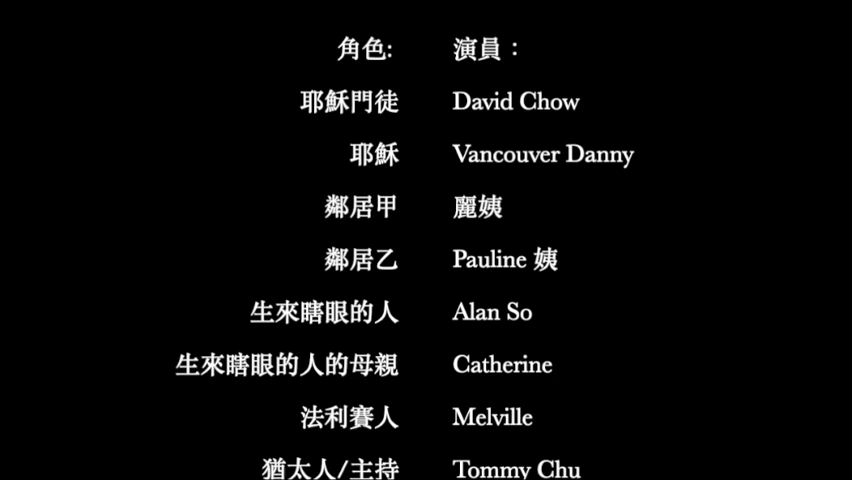 角色: 演員：
耶穌門徒 David Chow
耶穌 Vancouver Danny
鄰居甲 麗姨
鄰居乙 Pauline 姨
生來瞎眼的人 Alan So
生來瞎眼的人的母親 Catherine
法利賽人 Melville
猶太人/主持 Tommy Chu